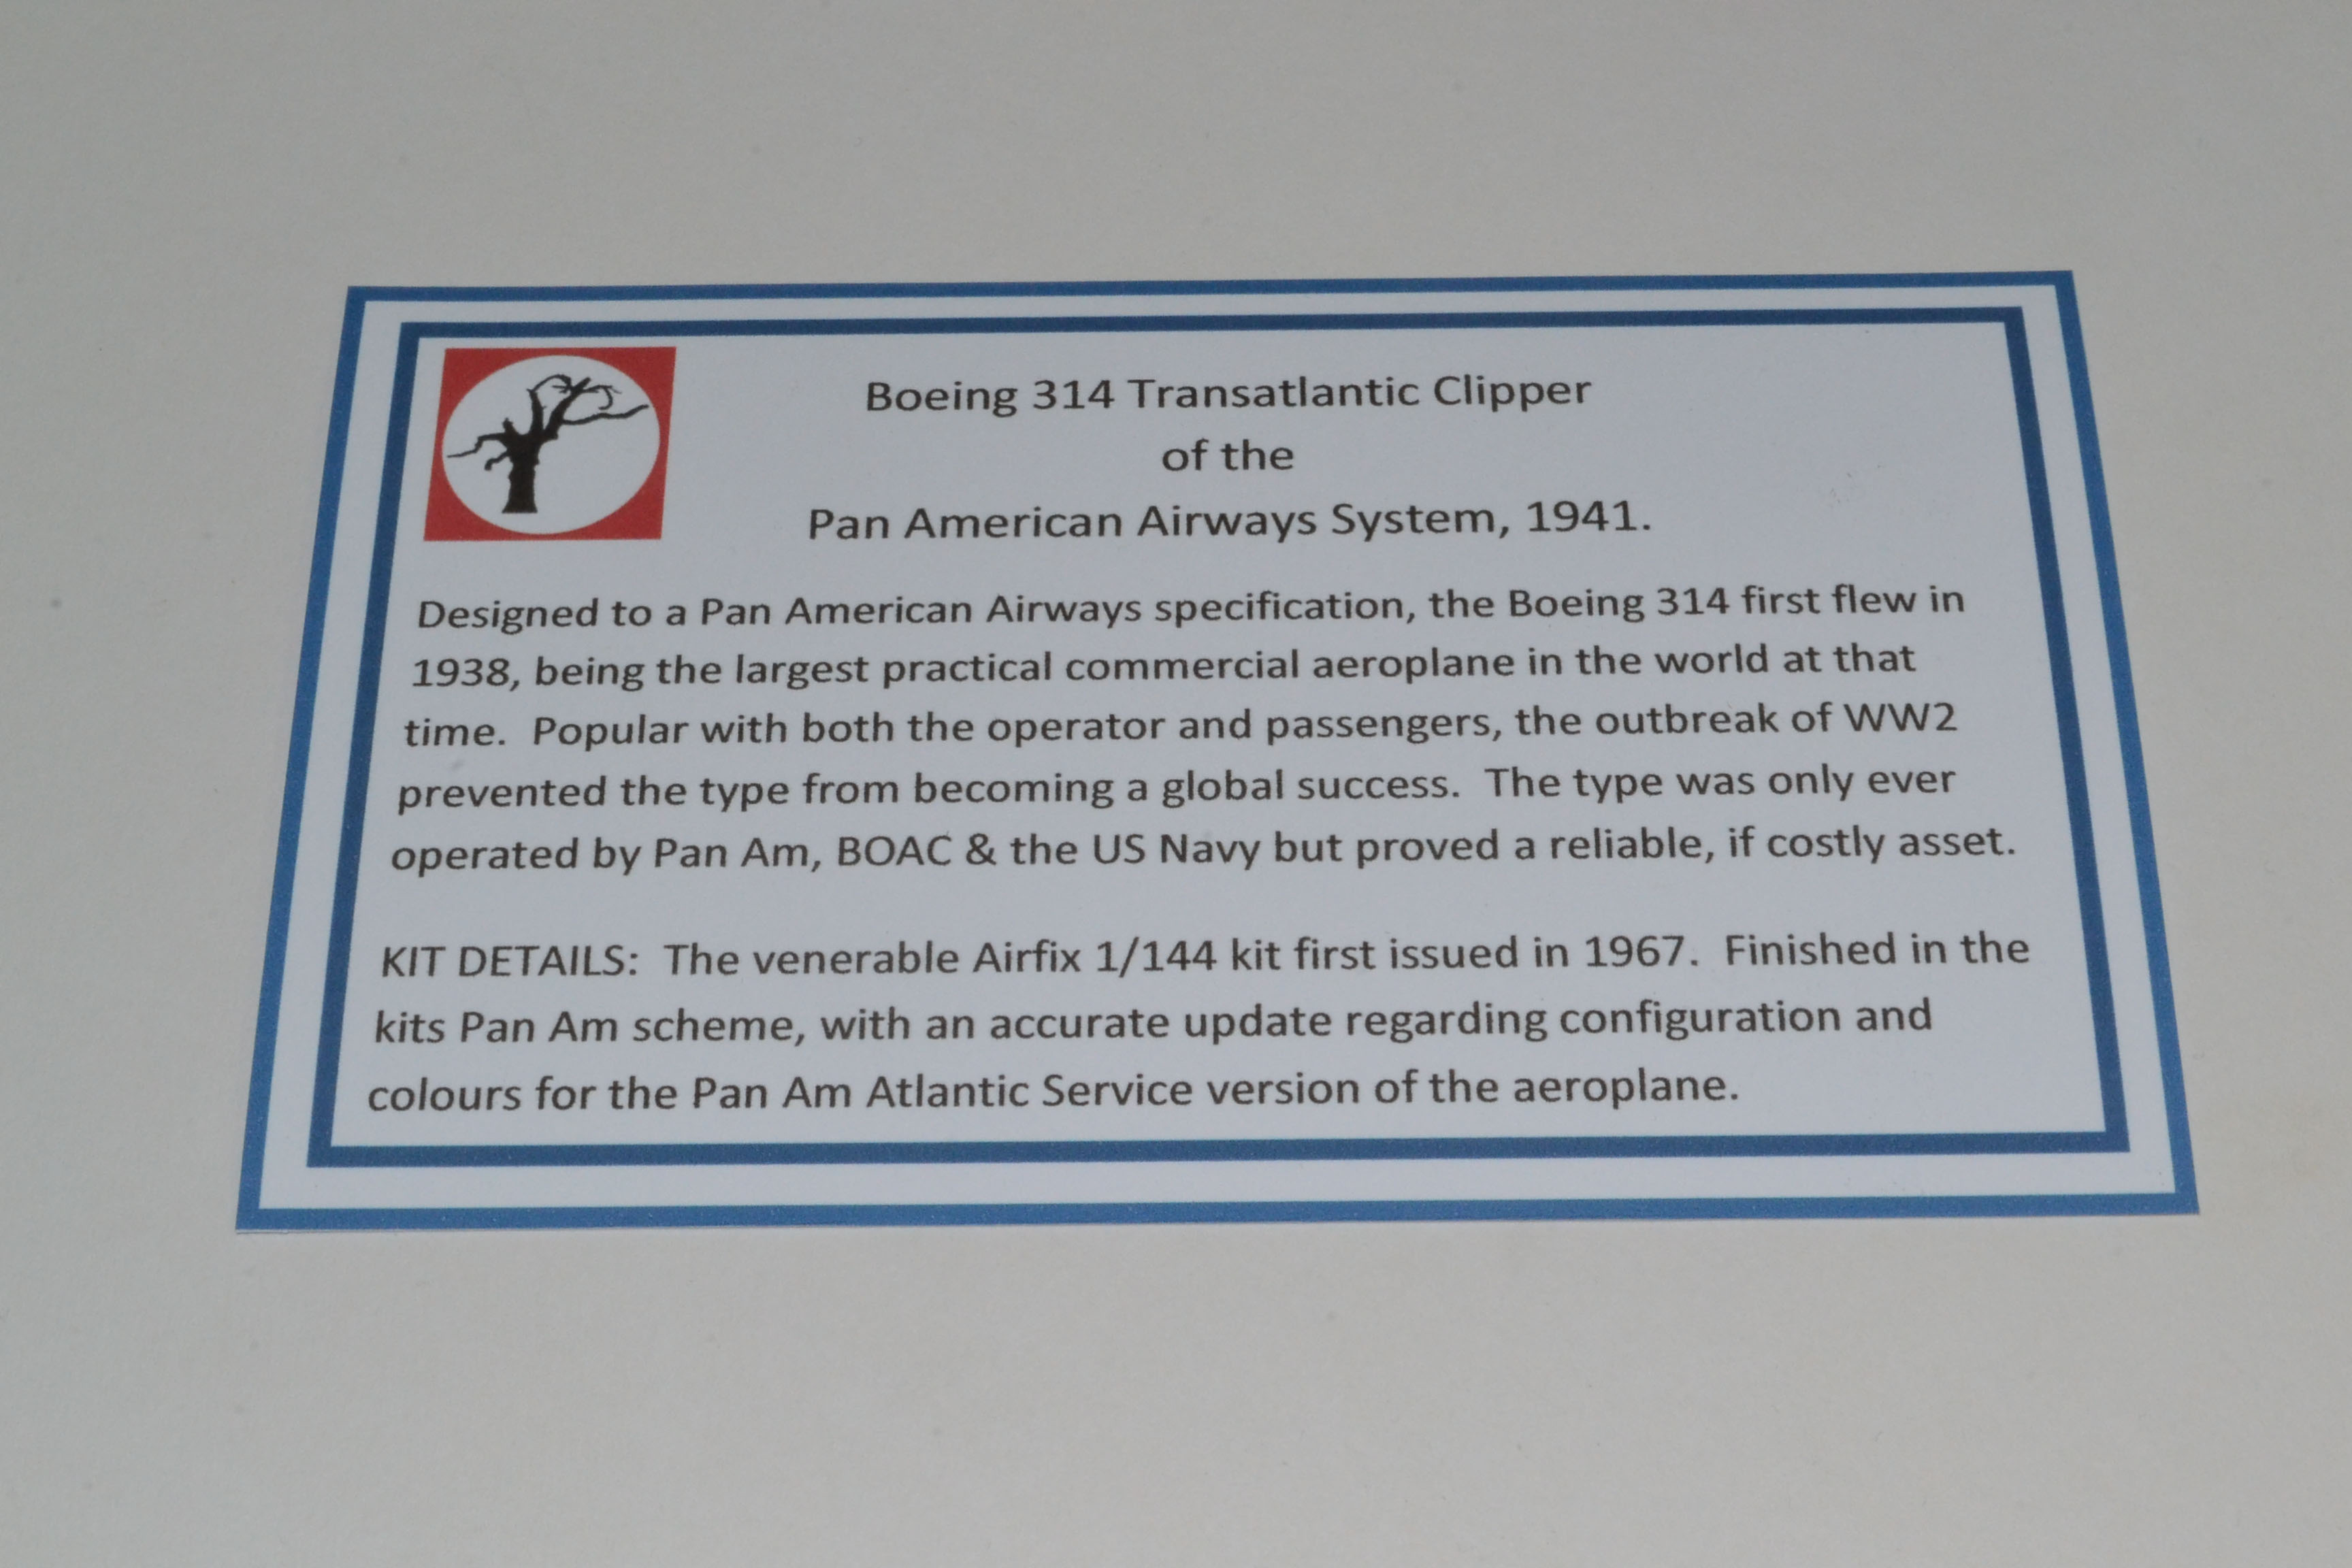 Boeing 314 Transatlantic Clipper
of the
Pan American Airways System, 1941.
Designed to a Pan American Airways specification, the Boeing 314 first flew in
1938, being the largest practical commercial aeroplane in the world at that
time.  Popular with both the operator and passengers, the outbreak of WW2
prevented the type from becoming a global success.  The type was only ever
operated by Pan Am, BOAC & the US Navy but proved a reliable, if costly asset.
KIT DETAILS:  The venerable Airfix 1/144 kit first issued in 1967.  Finished in the
kits Pan Am scheme, with an accurate update regarding configuration and
colours for the Pan Am Atlantic Service version of the aeroplane.